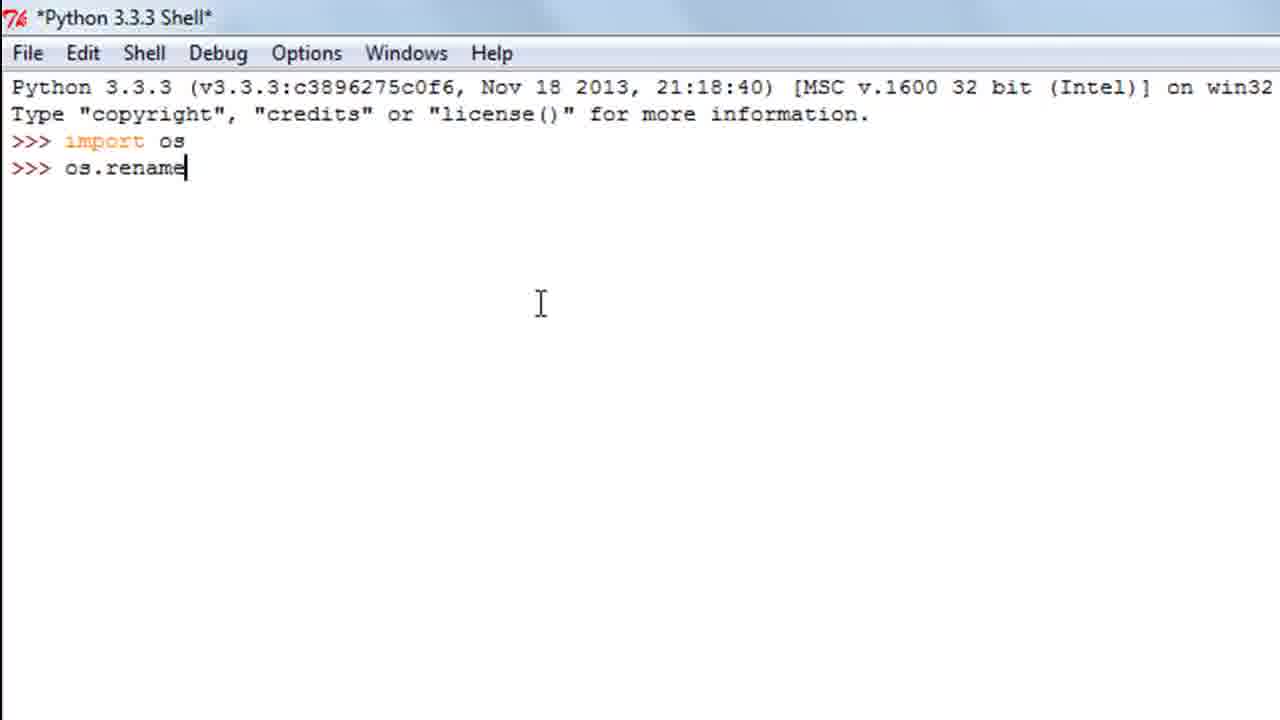 *Python 3.3.3 Shell*
File Edit Shell Debug Options Windows Help
Python 3.3.3 (v3.3.3:c3896275c0f6, Nov 18 2013, 21:18:40) [MSC v.1600 32 bit (Intel)] on win32
Type "copyright", "credits" or "license()" for more information.
>>> import os
>>> os.rename